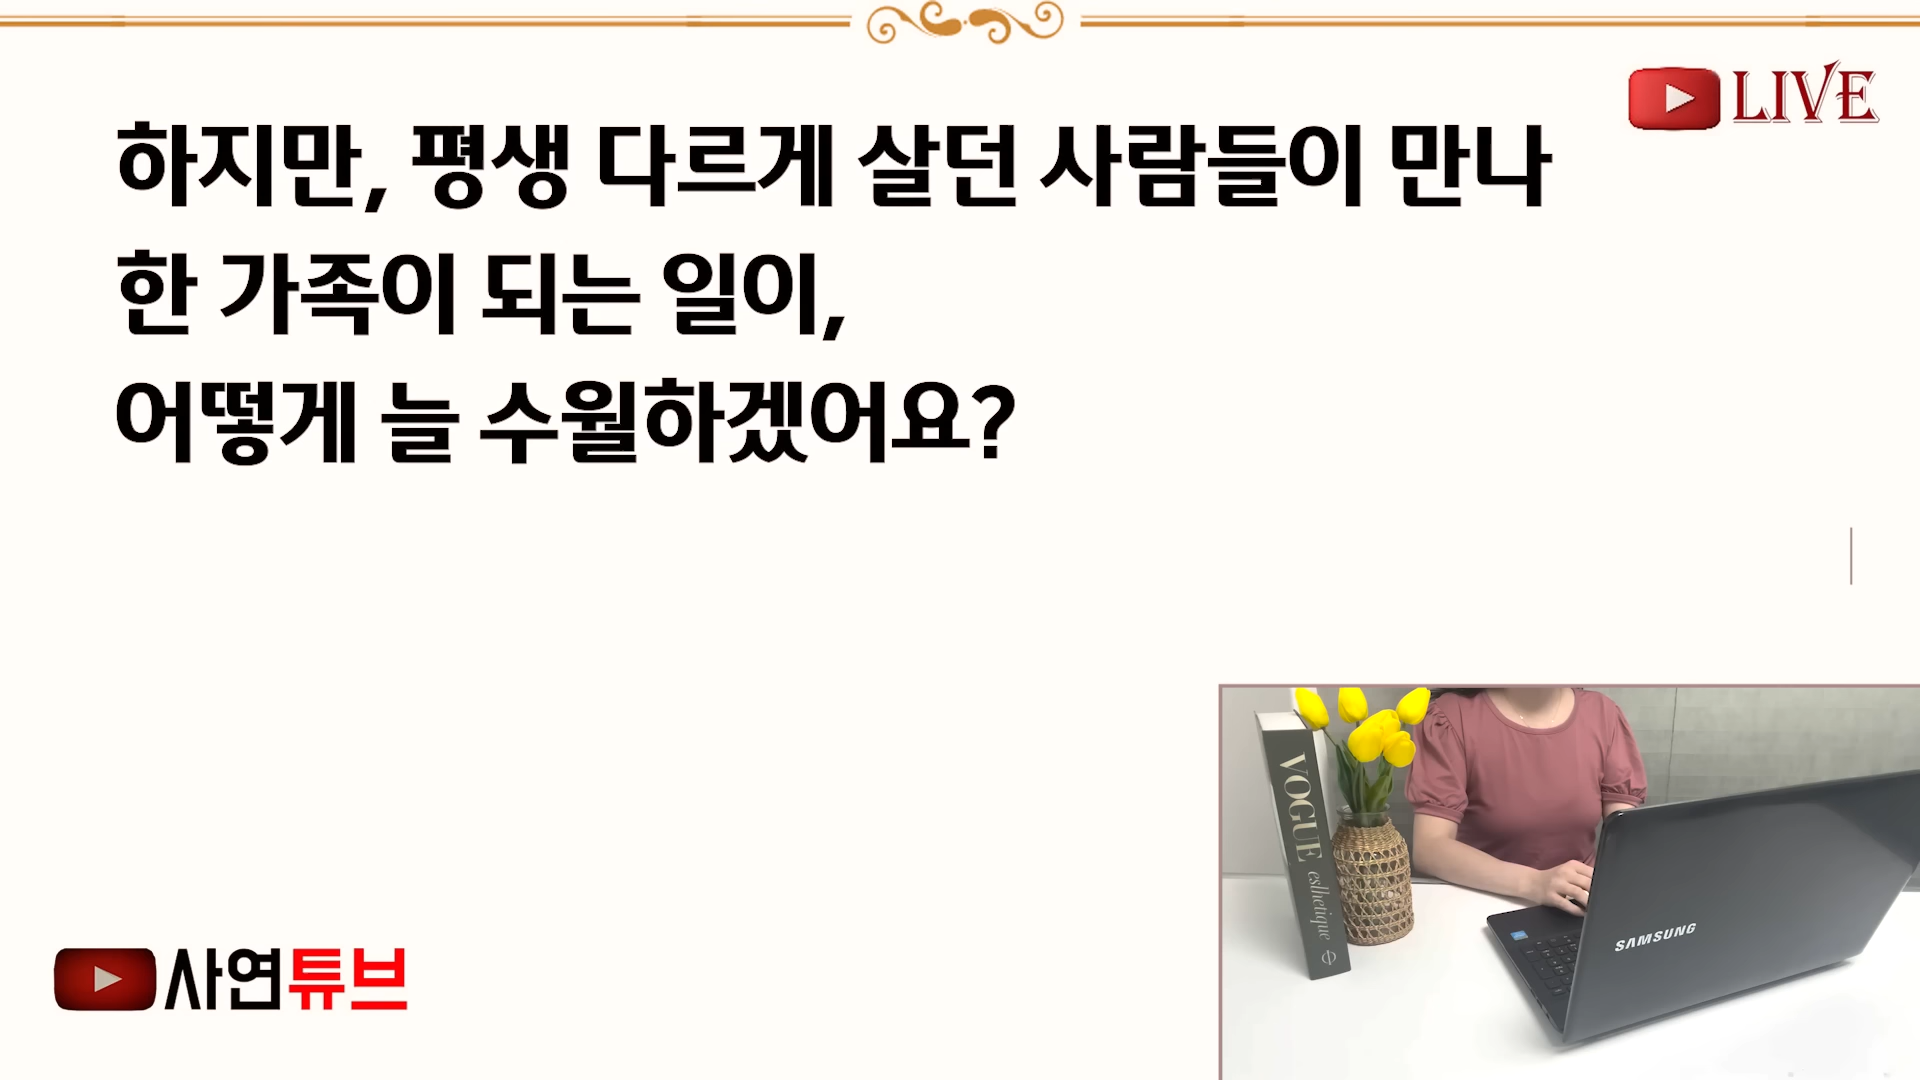 LIVE
하지만, 평생 다르게 살던 사람들이 만나
한 가족이 되는 일이,
어떻게 늘 수월하겠어요?
VOGUE esthetique
SAMSUNG
사연튜브